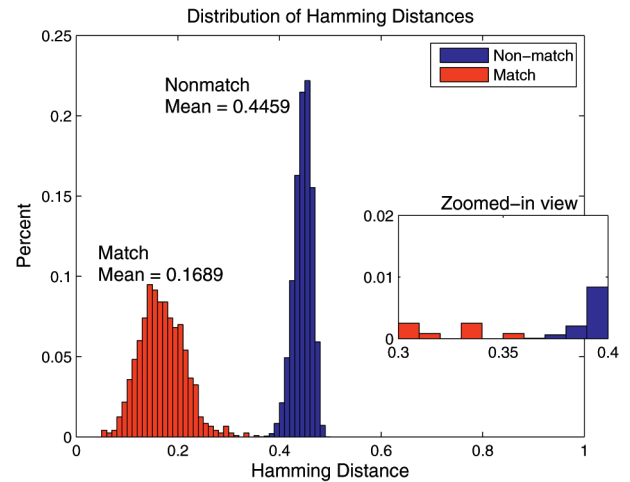 Distribution of Hamming Distances
0.25
0.2
0.15
0.1
0.05
0
Percent
Non−match
Match
Nonmatch
Mean = 0.4459
Match
Mean = 0.1689
Zoomed−in view
0.02
0.01
0
0.3 0.35 0.4
0 0.2 0.4 0.6 0.8 1
Hamming Distance